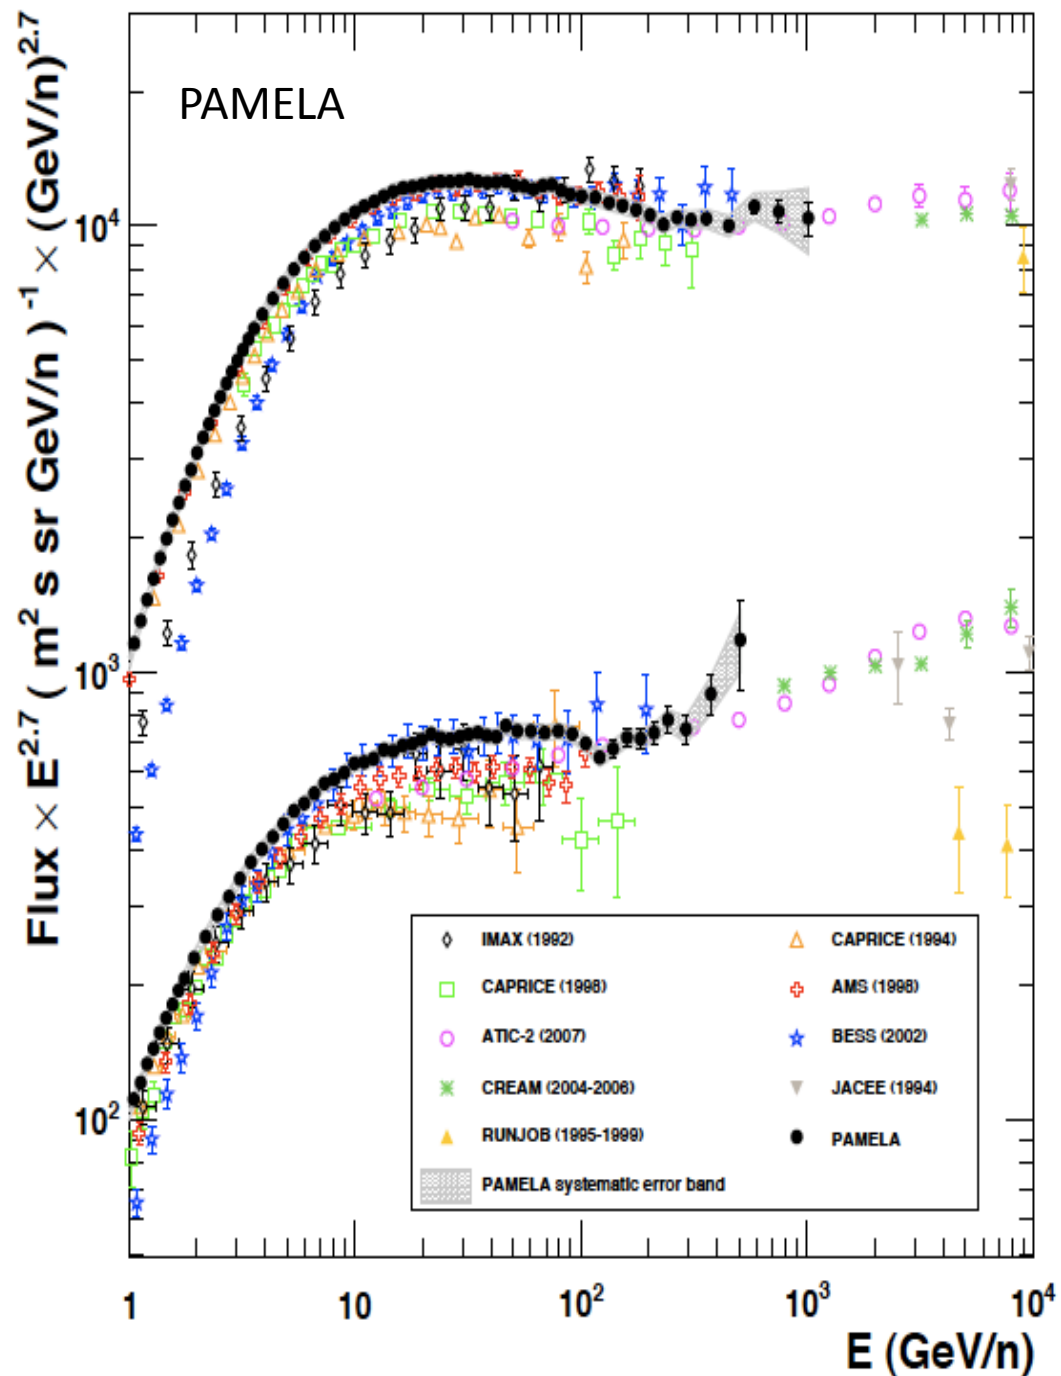 PAMELA
Flux × E^2.7 ( m^2 s sr GeV/n )^-1 × (GeV/n)^2.7
10^4
10^3
10^2
IMAX (1992)
CAPRICE (1994)
CAPRICE (1998)
AMS (1998)
ATIC-2 (2007)
BESS (2002)
CREAM (2004-2006)
JACEE (1994)
RUNJOB (1995-1999)
PAMELA
PAMELA systematic error band
1 10 10^2 10^3 10^4
E (GeV/n)